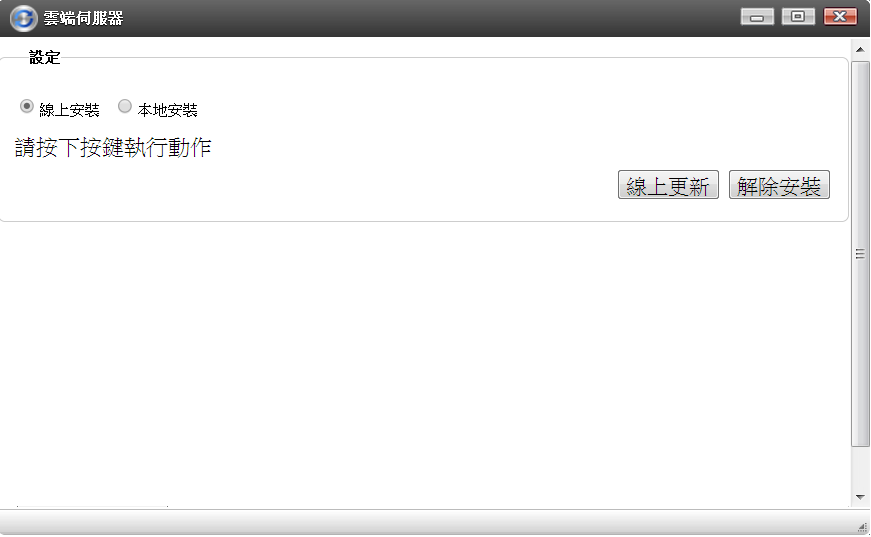 雲端伺服器
設定
線上安裝 本地安裝
請按下按鍵執行動作
線上更新 解除安裝